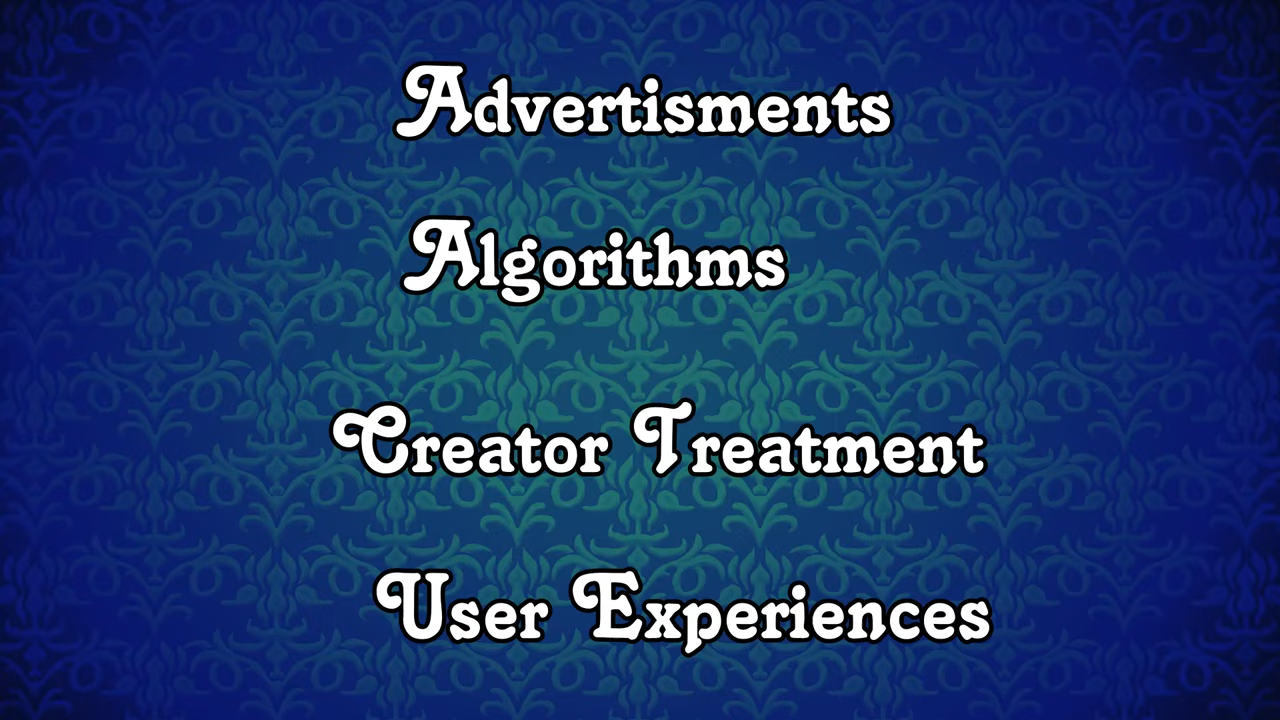 Advertisments
Algorithms
Creator Treatment
User Experiences